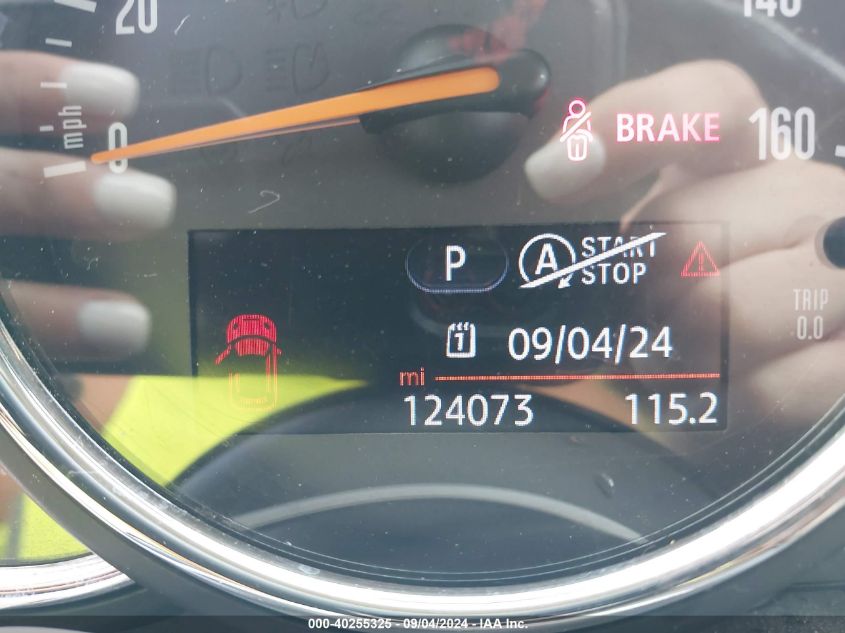 20
140
mph
0
BRAKE
160
P
A START STOP
TRIP
0.0
1 09/04/24
mi
124073 115.2
000-40255325 - 09/04/2024 - IAA Inc.